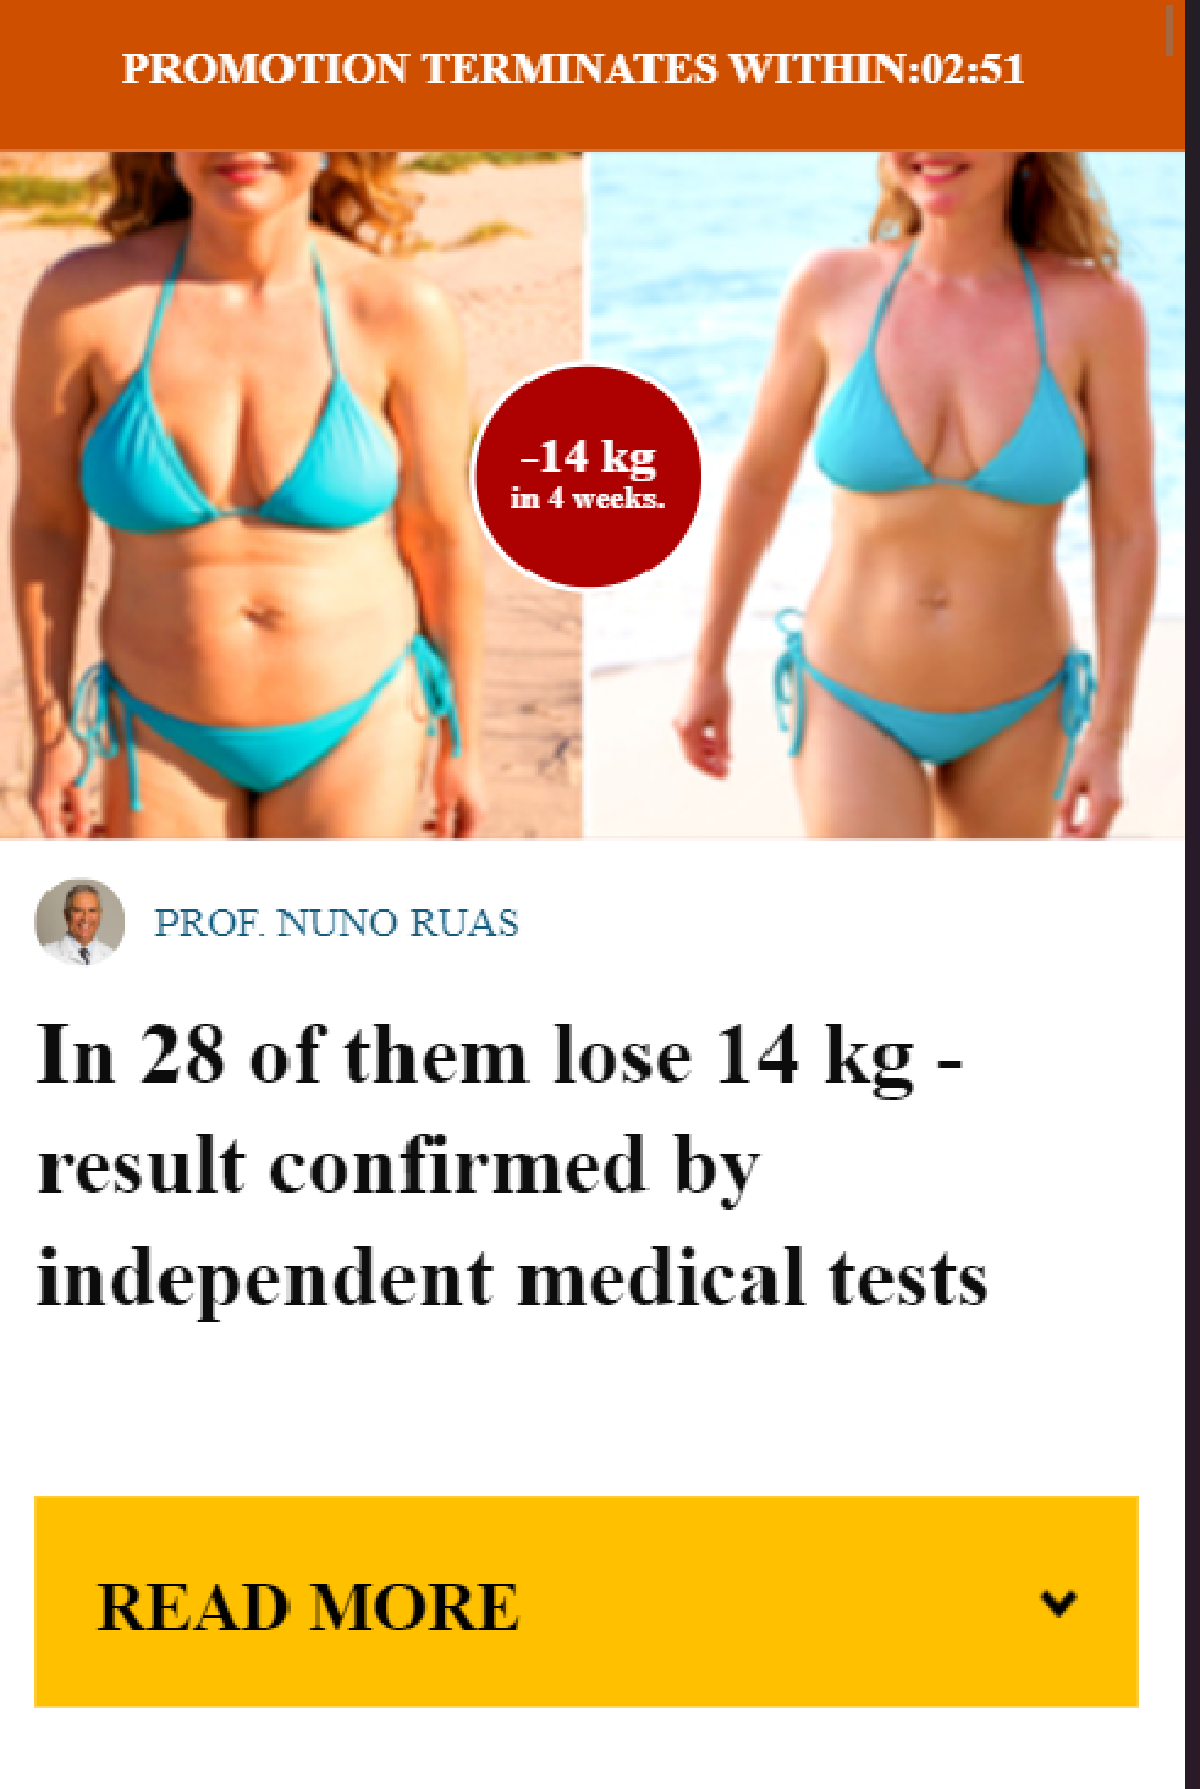 PROMOTION TERMINATES WITHIN:02:51
-14 kg
in 4 weeks.
PROF. NUNO RUAS
In 28 of them lose 14 kg -
result confirmed by
independent medical tests
READ MORE